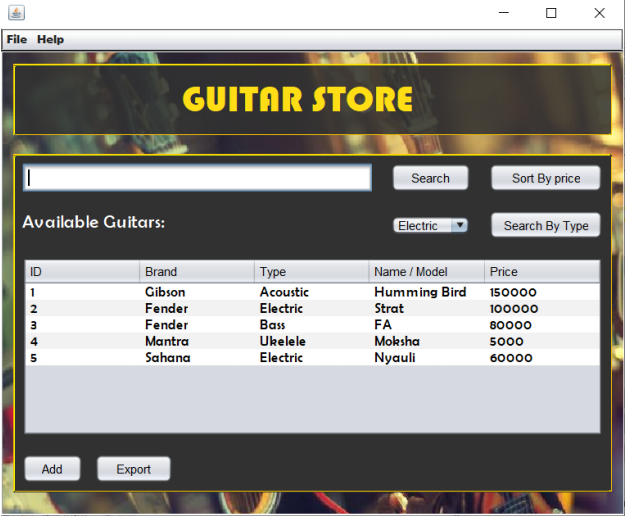 File Help
GUITAR STORE
Search Sort By price
Available Guitars: Electric Search By Type
ID Brand Type Name / Model Price
1 Gibson Acoustic Humming Bird 150000
2 Fender Electric Strat 100000
3 Fender Bass FA 80000
4 Mantra Ukelele Moksha 5000
5 Sahana Electric Nyauli 60000
Add Export